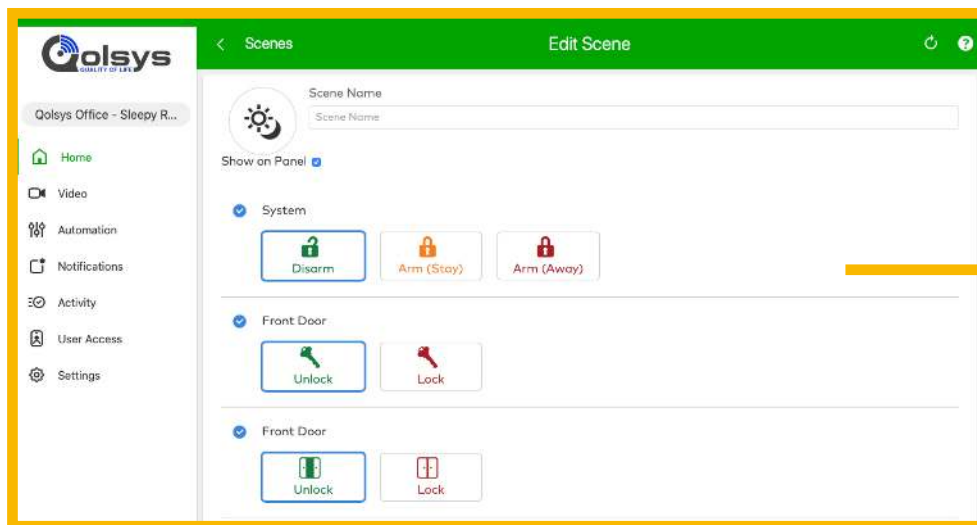 Qolsys
QUALITY OF LIFE
Qolsys Office - Sleepy R...
Home
Video
Automation
Notifications
Activity
User Access
Settings
Scenes
Edit Scene
?
Scene Name
Scene Name
Show on Panel
System
Disarm
Arm (Stay)
Arm (Away)
Front Door
Unlock
Lock
Front Door
Unlock
Lock